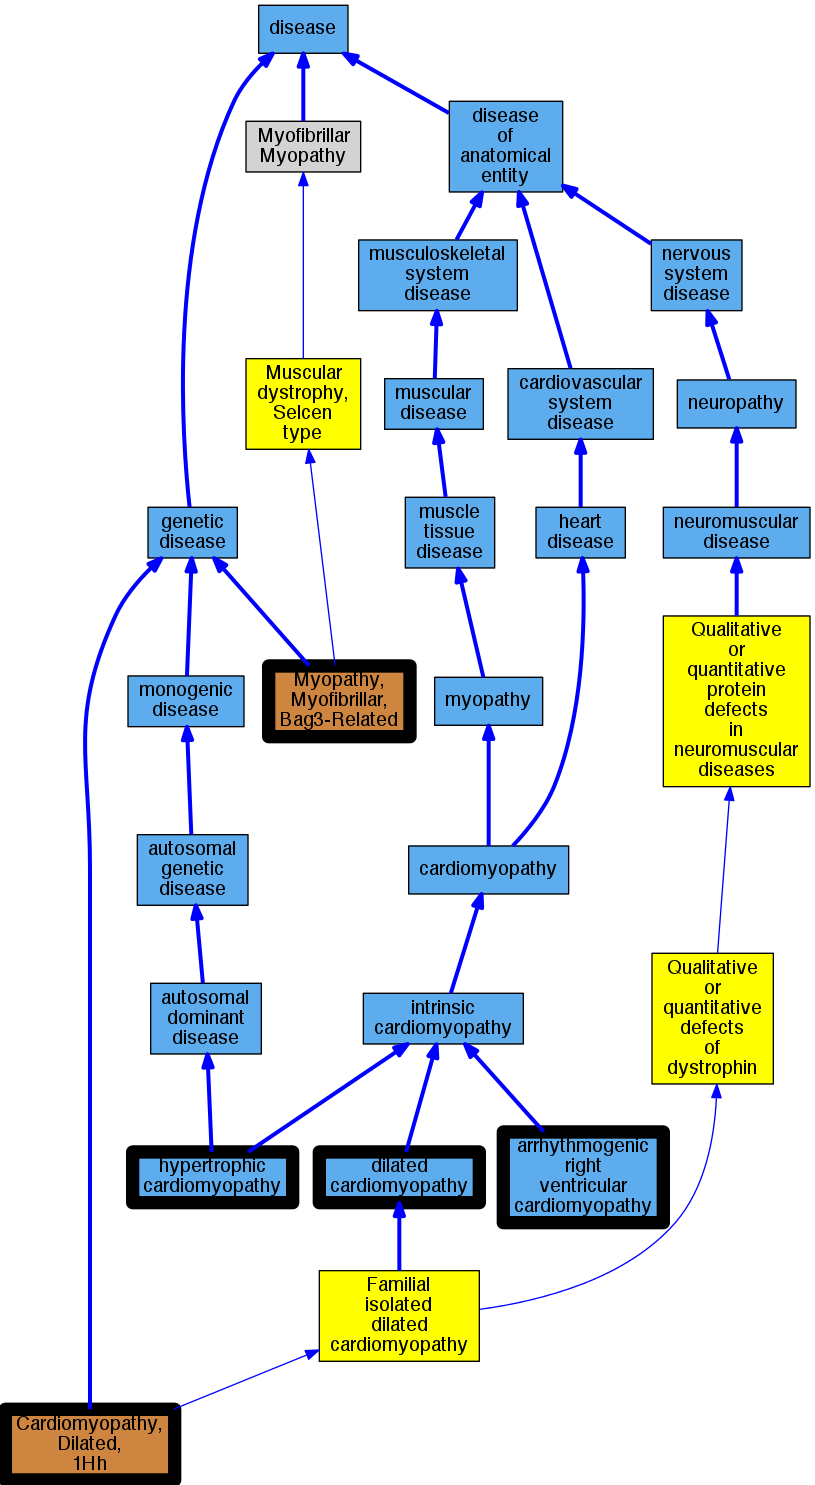 disease
disease
of
anatomical
entity
Myofibrillar
Myopathy
musculoskeletal
system
disease
nervous
system
disease
Muscular
dystrophy,
Selcen
type
muscular
disease
cardiovascular
system
disease
neuropathy
genetic
disease
muscle
tissue
disease
heart
disease
neuromuscular
disease
Qualitative
or
quantitative
protein
defects
in
neuromuscular
diseases
monogenic
disease
Myopathy,
Myofibrillar,
Bag3-Related
myopathy
autosomal
genetic
disease
cardiomyopathy
Qualitative
or
quantitative
defects
of
dystrophin
autosomal
dominant
disease
intrinsic
cardiomyopathy
hypertrophic
cardiomyopathy
dilated
cardiomyopathy
arrhythmogenic
right
ventricular
cardiomyopathy
Familial
isolated
dilated
cardiomyopathy
Cardiomyopathy,
Dilated,
1Hh